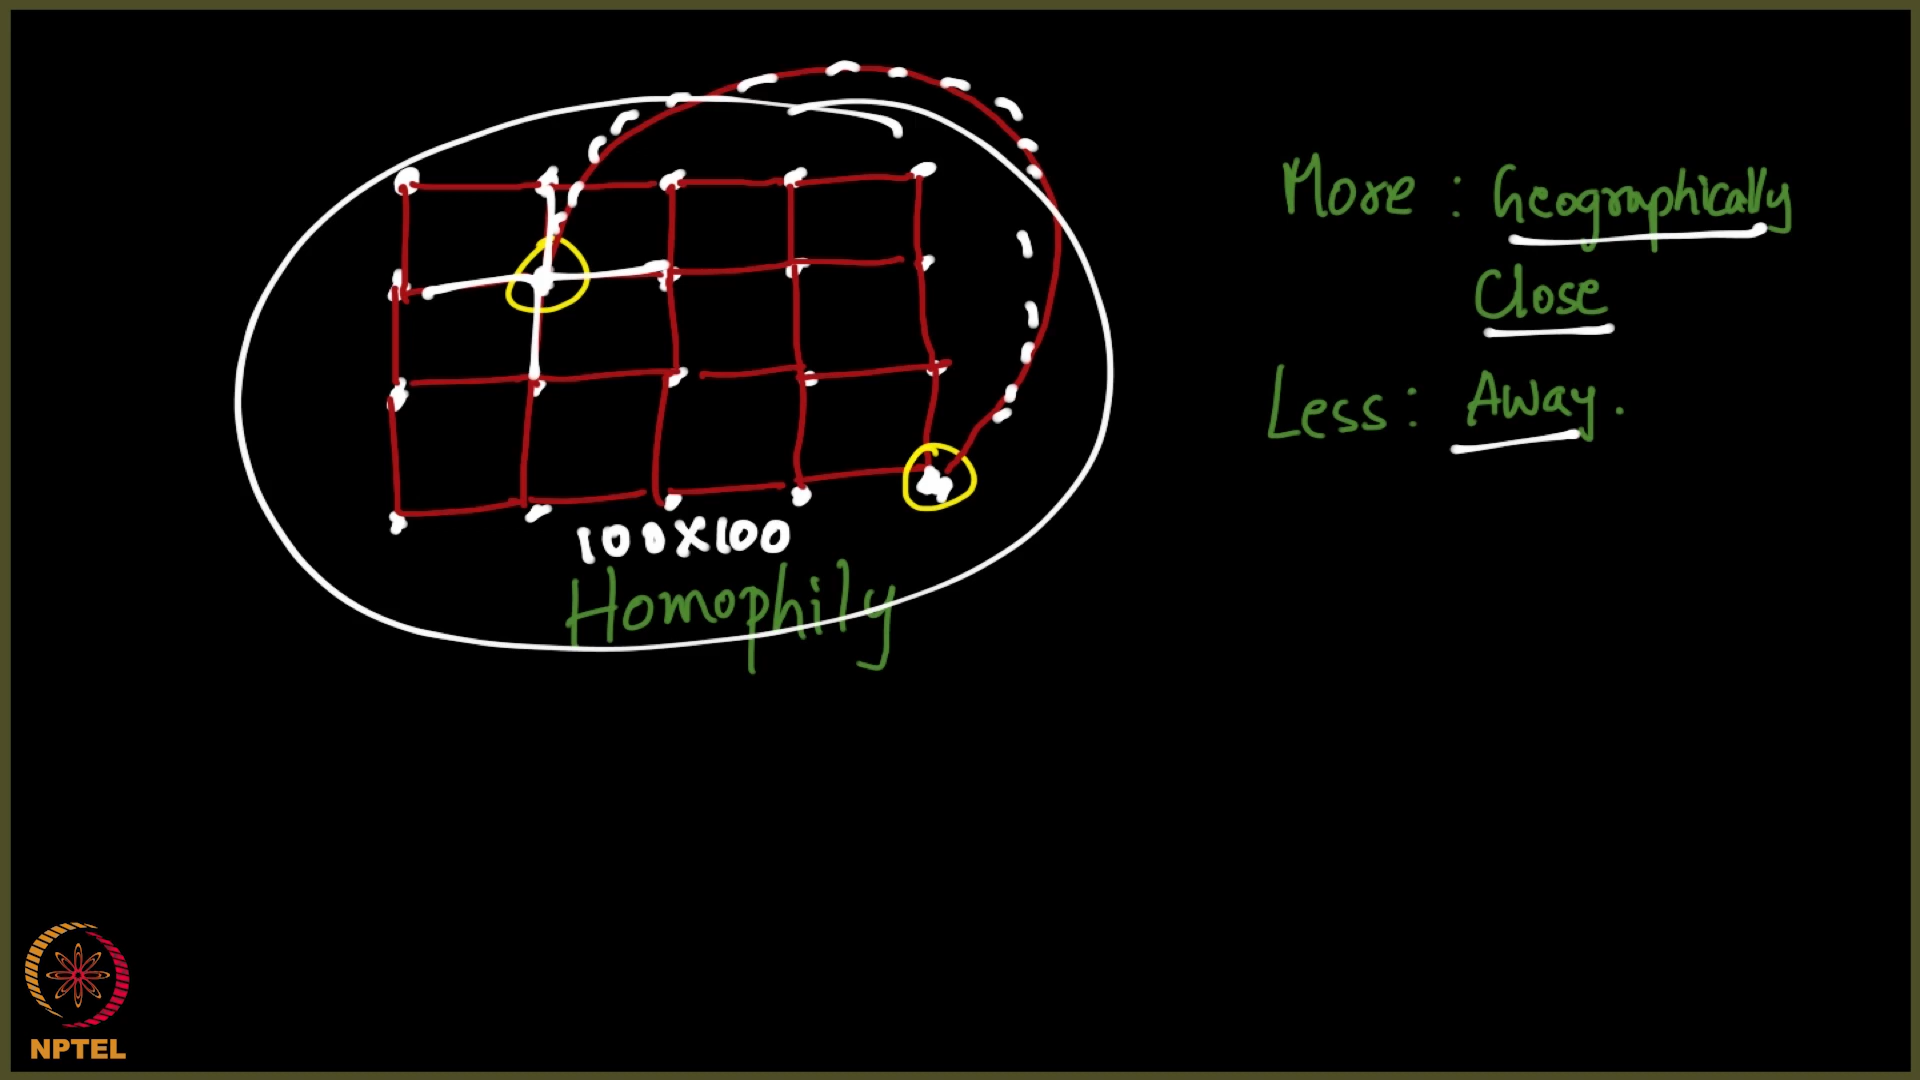 More : Geographically
Close
Less : Away.
100X100
Homophily
NPTEL